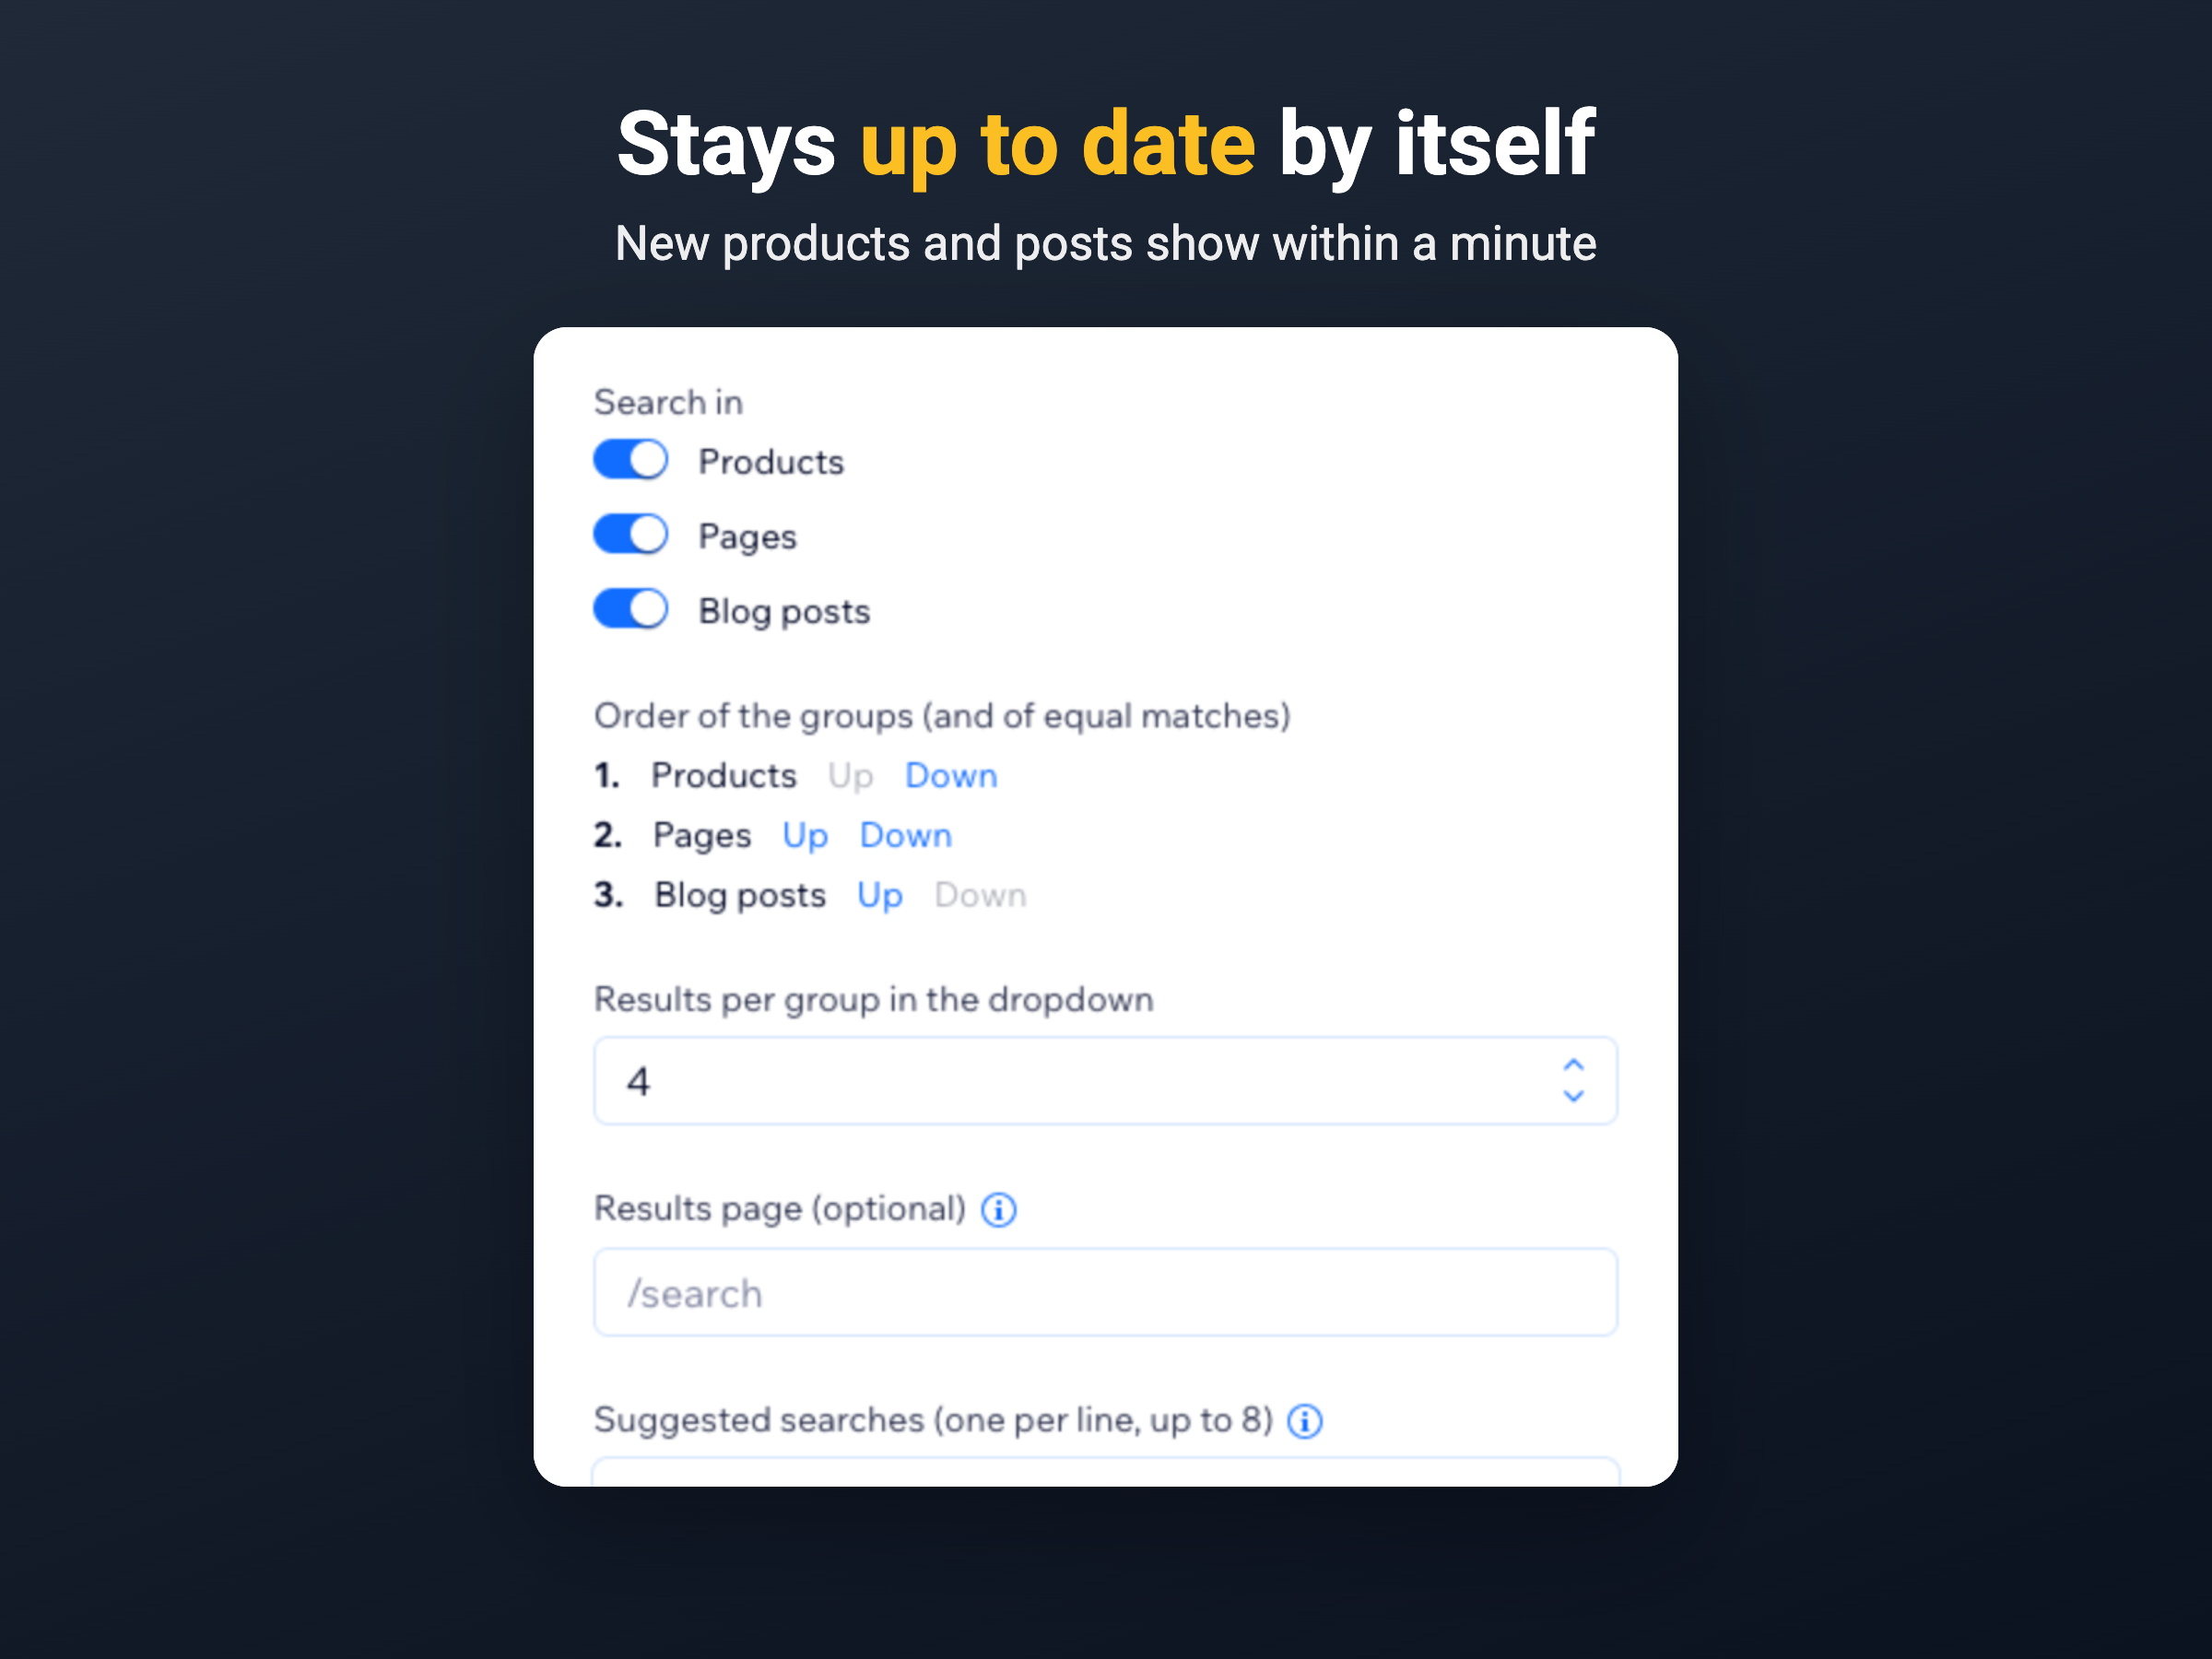 Stays up to date by itself
New products and posts show within a minute
Search in
Products
Pages
Blog posts
Order of the groups (and of equal matches)
1. Products Up Down
2. Pages Up Down
3. Blog posts Up Down
Results per group in the dropdown
4
Results page (optional)
/search
Suggested searches (one per line, up to 8)